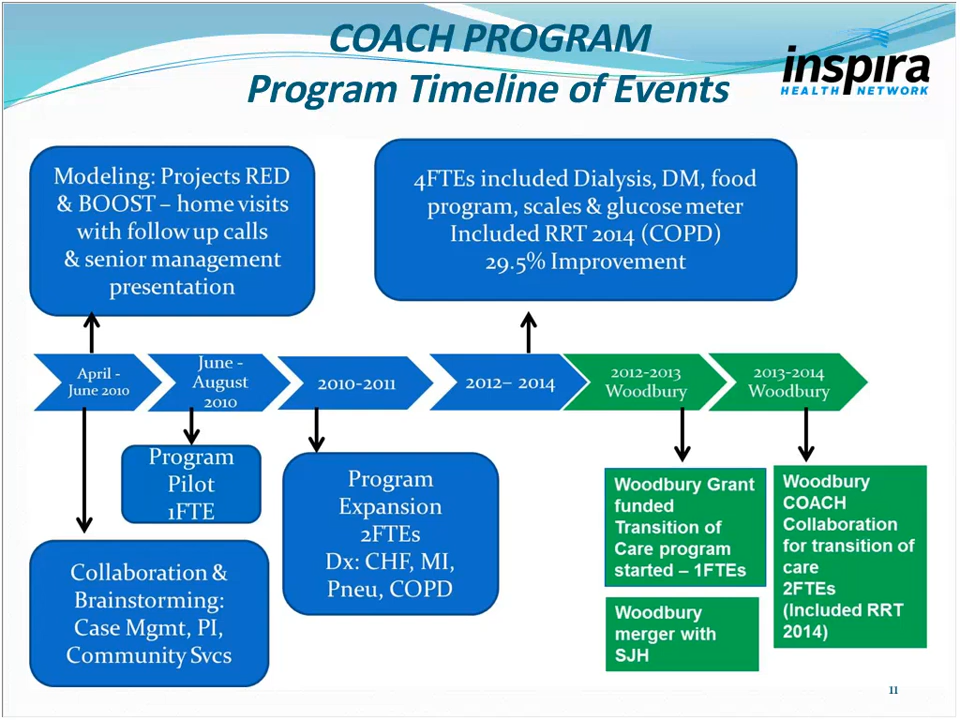 COACH PROGRAM
Program Timeline of Events
inspira
HEALTH NETWORK
Modeling: Projects RED
& BOOST – home visits
with follow up calls
& senior management
presentation
4FTEs included Dialysis, DM, food
program, scales & glucose meter
Included RRT 2014 (COPD)
29.5% Improvement
April -
June 2010
June -
August
2010
2010-2011
2012– 2014
2012-2013
Woodbury
2013-2014
Woodbury
Program
Pilot
1FTE
Collaboration &
Brainstorming:
Case Mgmt, PI,
Community Svcs
Program
Expansion
2FTEs
Dx: CHF, MI,
Pneu, COPD
Woodbury Grant
funded
Transition of
Care program
started – 1FTEs
Woodbury
merger with
SJH
Woodbury
COACH
Collaboration
for transition of
care
2FTEs
(Included RRT
2014)
11